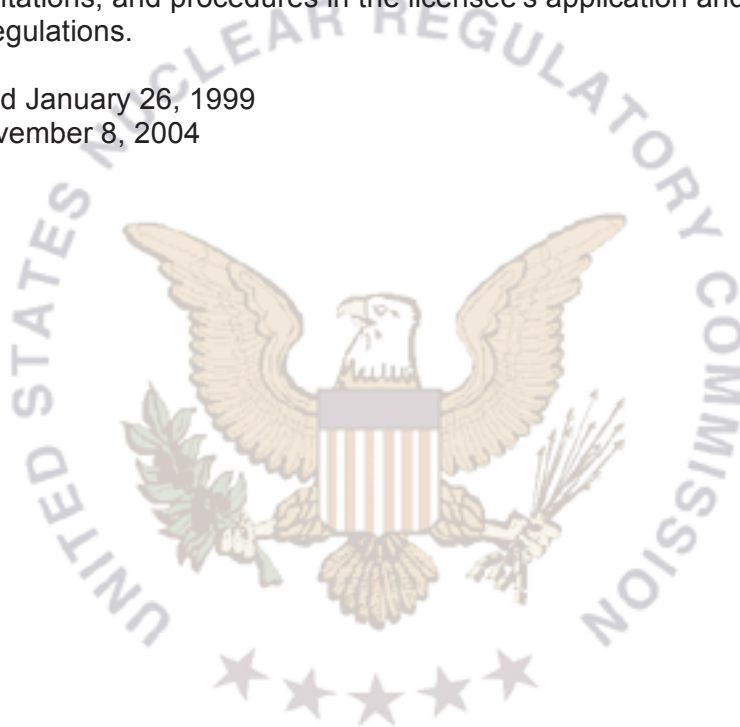 itations, and procedures in the licensee's application and
egulations.
d January 26, 1999
vember 8, 2004
UNITED STATES NUCLEAR REGULATORY COMMISSION